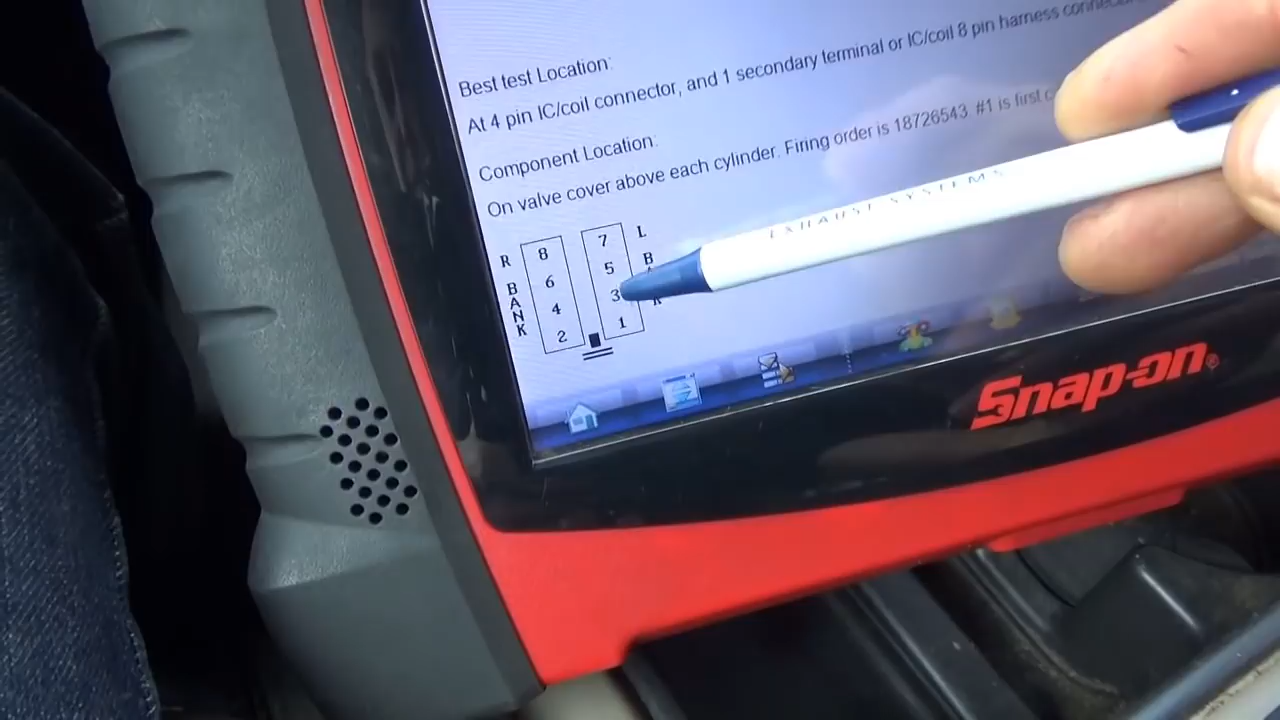 Best test Location:
At 4 pin IC/coil connector, and 1 secondary terminal or IC/coil 8 pin harness
Component Location:
On valve cover above each cylinder. Firing order is 18726543 #1 is first
R 8 7 L
B 6 5 B
A
N 4 3
K 2 1
EXHAUST SYSTEMS
Snap-on